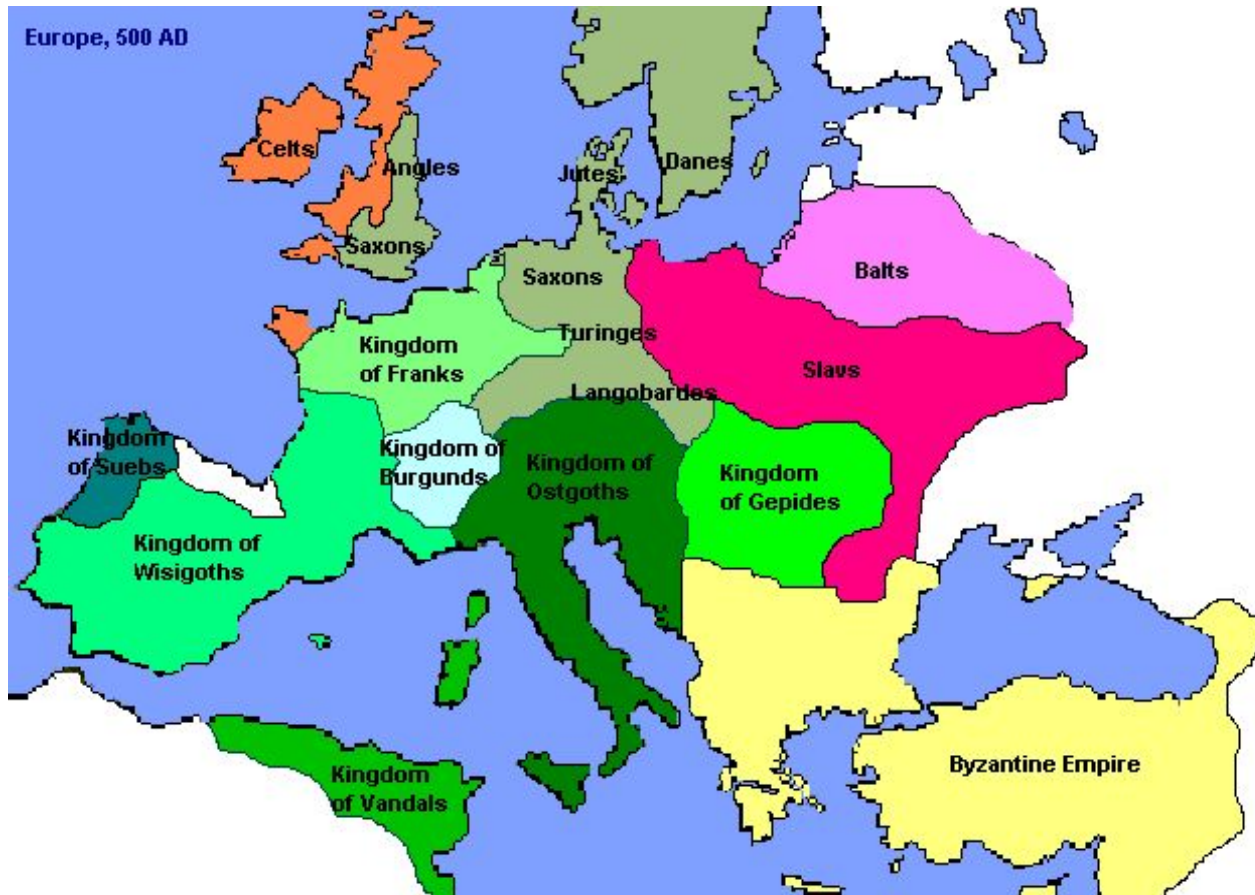 Europe, 500 AD
Celts
Angles
Jutes
Danes
Saxons
Saxons
Balts
Turinges
Kingdom
of Franks
Slavs
Langobardes
Kingdom
of Suebs
Kingdom of
Burgunds
Kingdom of
Ostgoths
Kingdom
of Gepides
Kingdom of
Wisigoths
Byzantine Empire
Kingdom
of Vandals